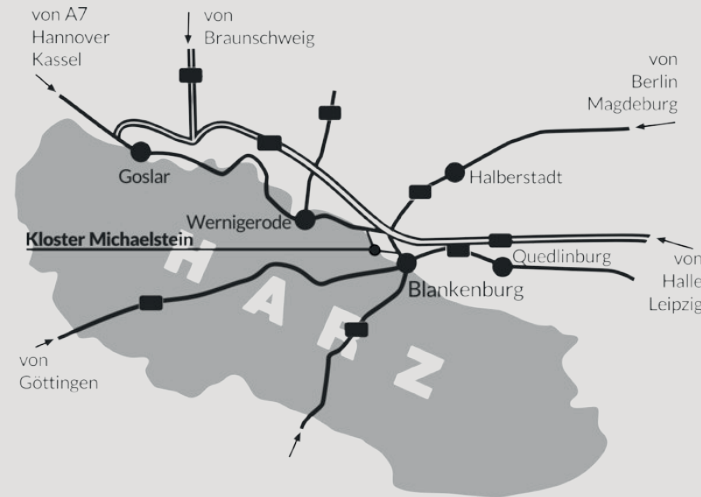 von A7
Hannover
Kassel
von
Braunschweig
von
Berlin
Magdeburg
Goslar
Halberstadt
Wernigerode
Kloster Michaelstein
Quedlinburg
Blankenburg
von
Halle
Leipzig
HARZ
von
Göttingen